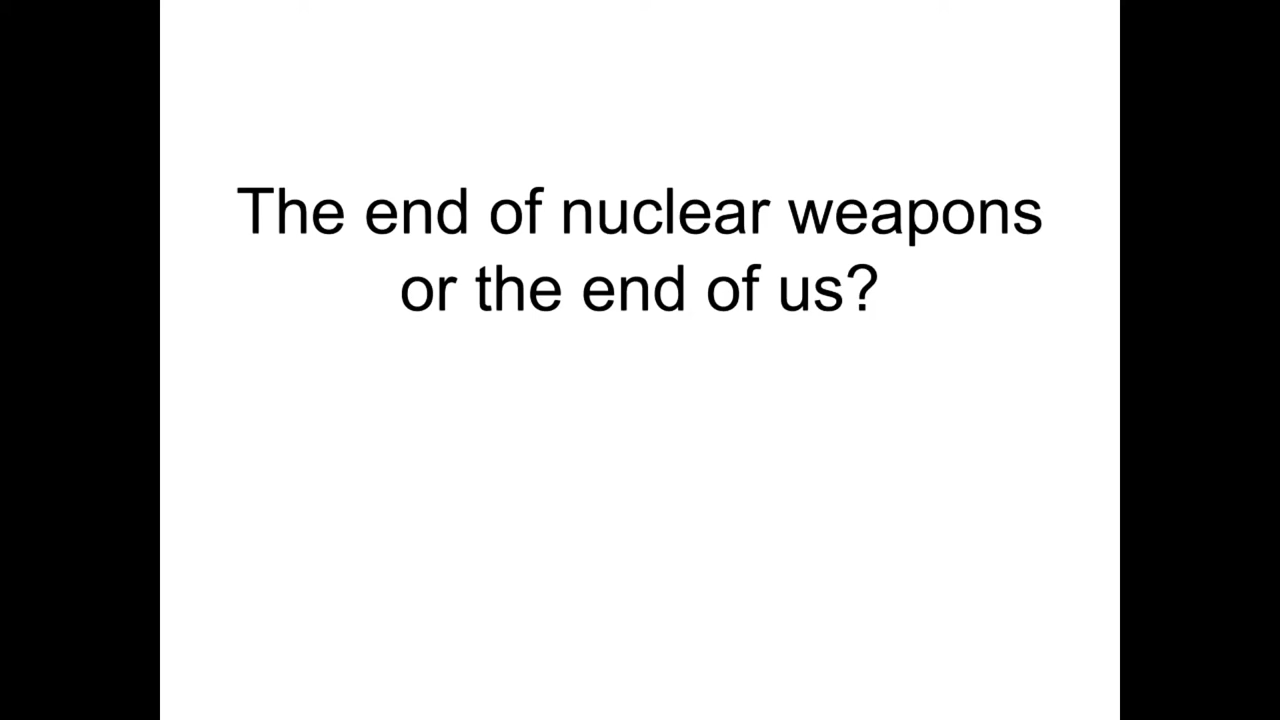 The end of nuclear weapons
or the end of us?